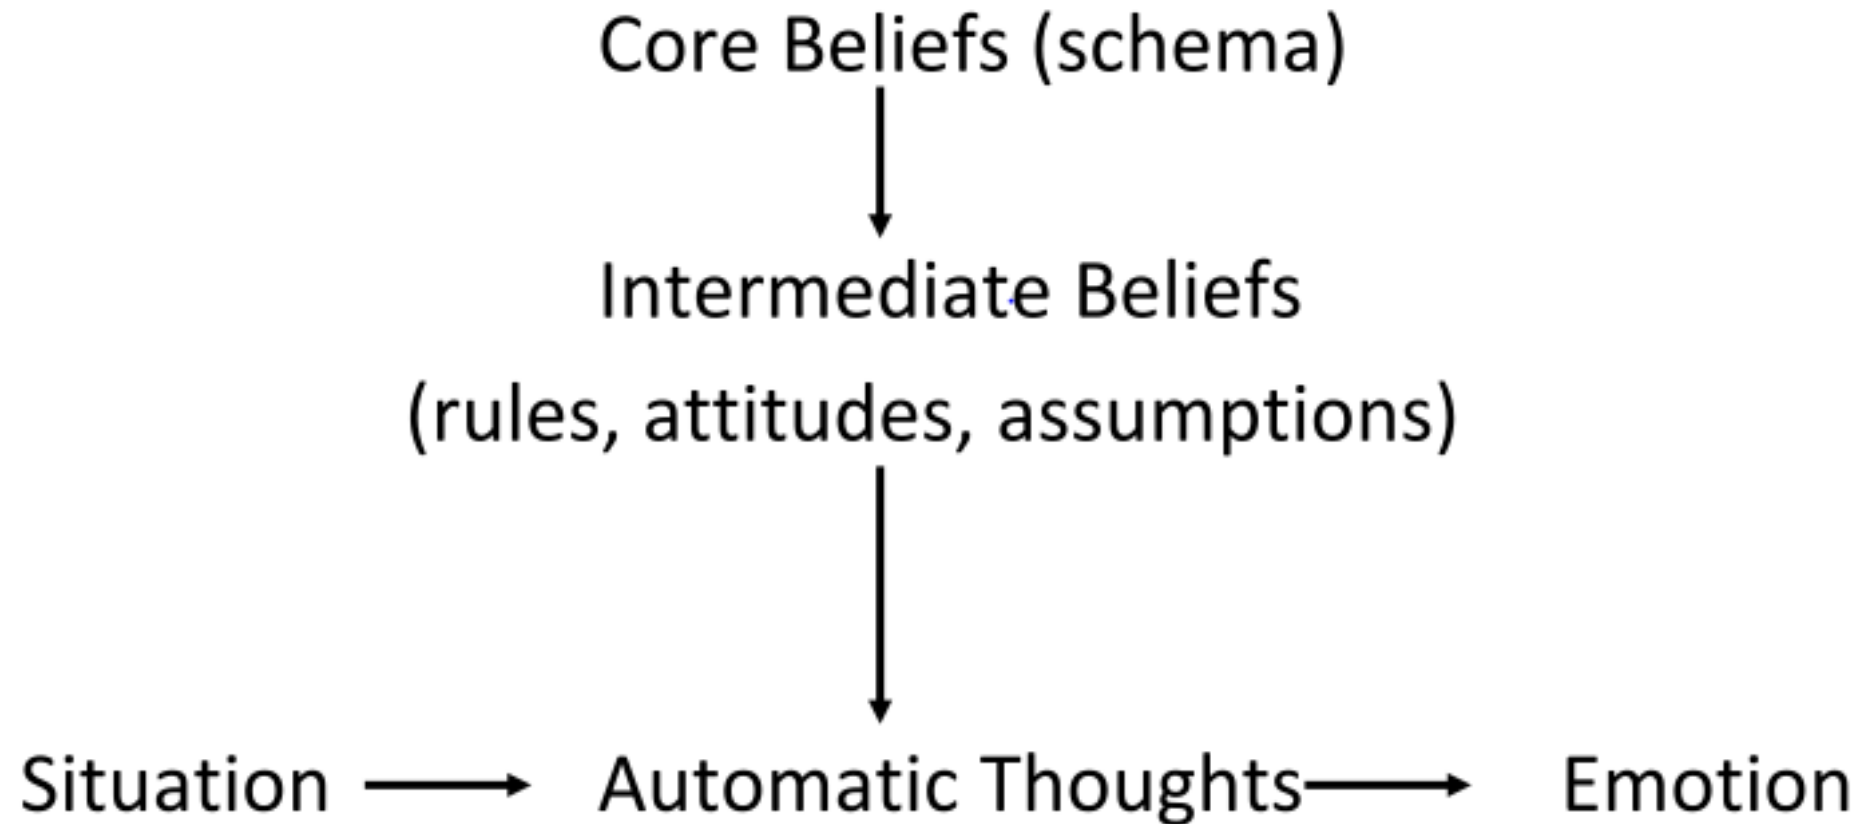 Core Beliefs (schema)
Intermediate Beliefs
(rules, attitudes, assumptions)
Situation Automatic Thoughts Emotion